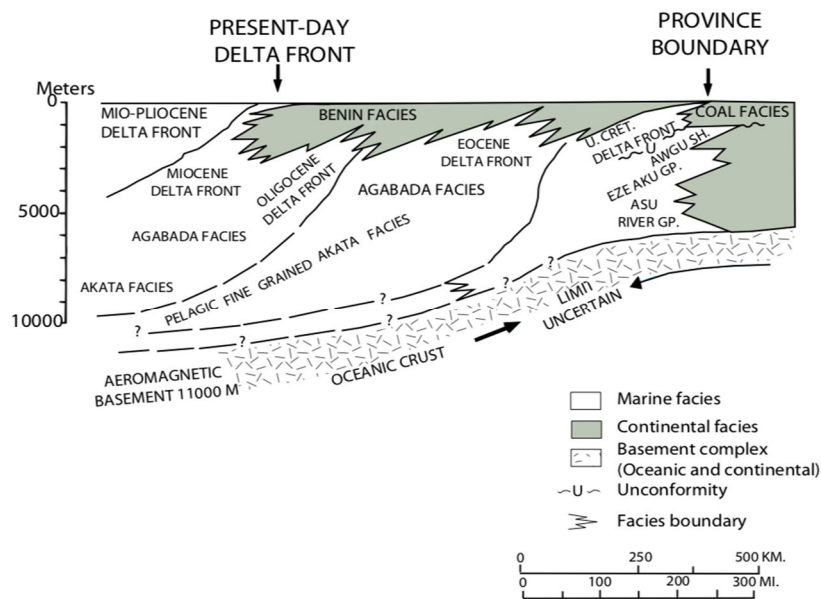 PRESENT-DAY
DELTA FRONT
PROVINCE
BOUNDARY
Meters
0
5000
10000
MIO-PLIOCENE
DELTA FRONT
BENIN FACIES
COAL FACIES
MIOCENE
DELTA FRONT
OLIGOCENE
DELTA FRONT
EOCENE
DELTA FRONT
U. CRET.
DELTA FRONT
U
AWGU SH.
EZE AKU GP.
ASU
RIVER GP.
AGABADA FACIES
AGABADA FACIES
AKATA FACIES
PELAGIC FINE GRAINED AKATA FACIES
?
?
?
?
?
?
LIMIT
UNCERTAIN
OCEANIC CRUST
AEROMAGNETIC
BASEMENT 11000 M
Marine facies
Continental facies
Basement complex
(Oceanic and continental)
U Unconformity
Facies boundary
0 250 500 KM.
0 100 200 300 MI.